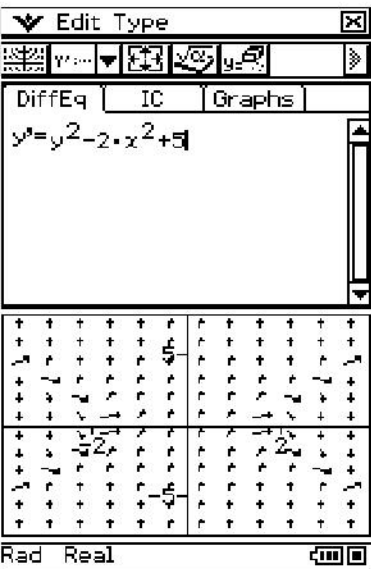 Edit Type
DiffEq IC Graphs
y'=y²-2·x²+5
5
-2 2
-5
Rad Real